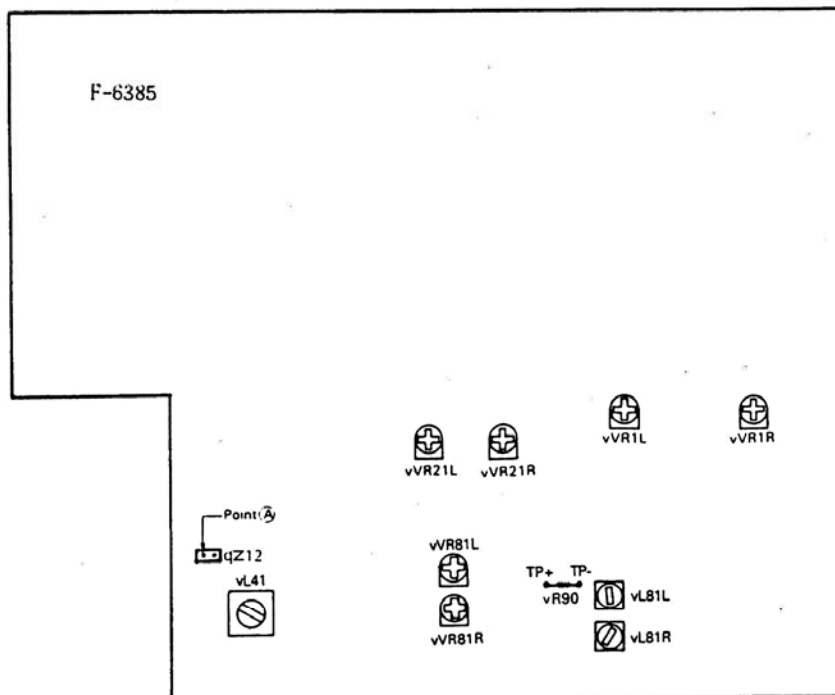 F-6385
vVR1L
vVR1R
vVR21L
vVR21R
Point A
qZ12
vVR81L
TP+
TP-
vL41
vR90
vL81L
vVR81R
vL81R